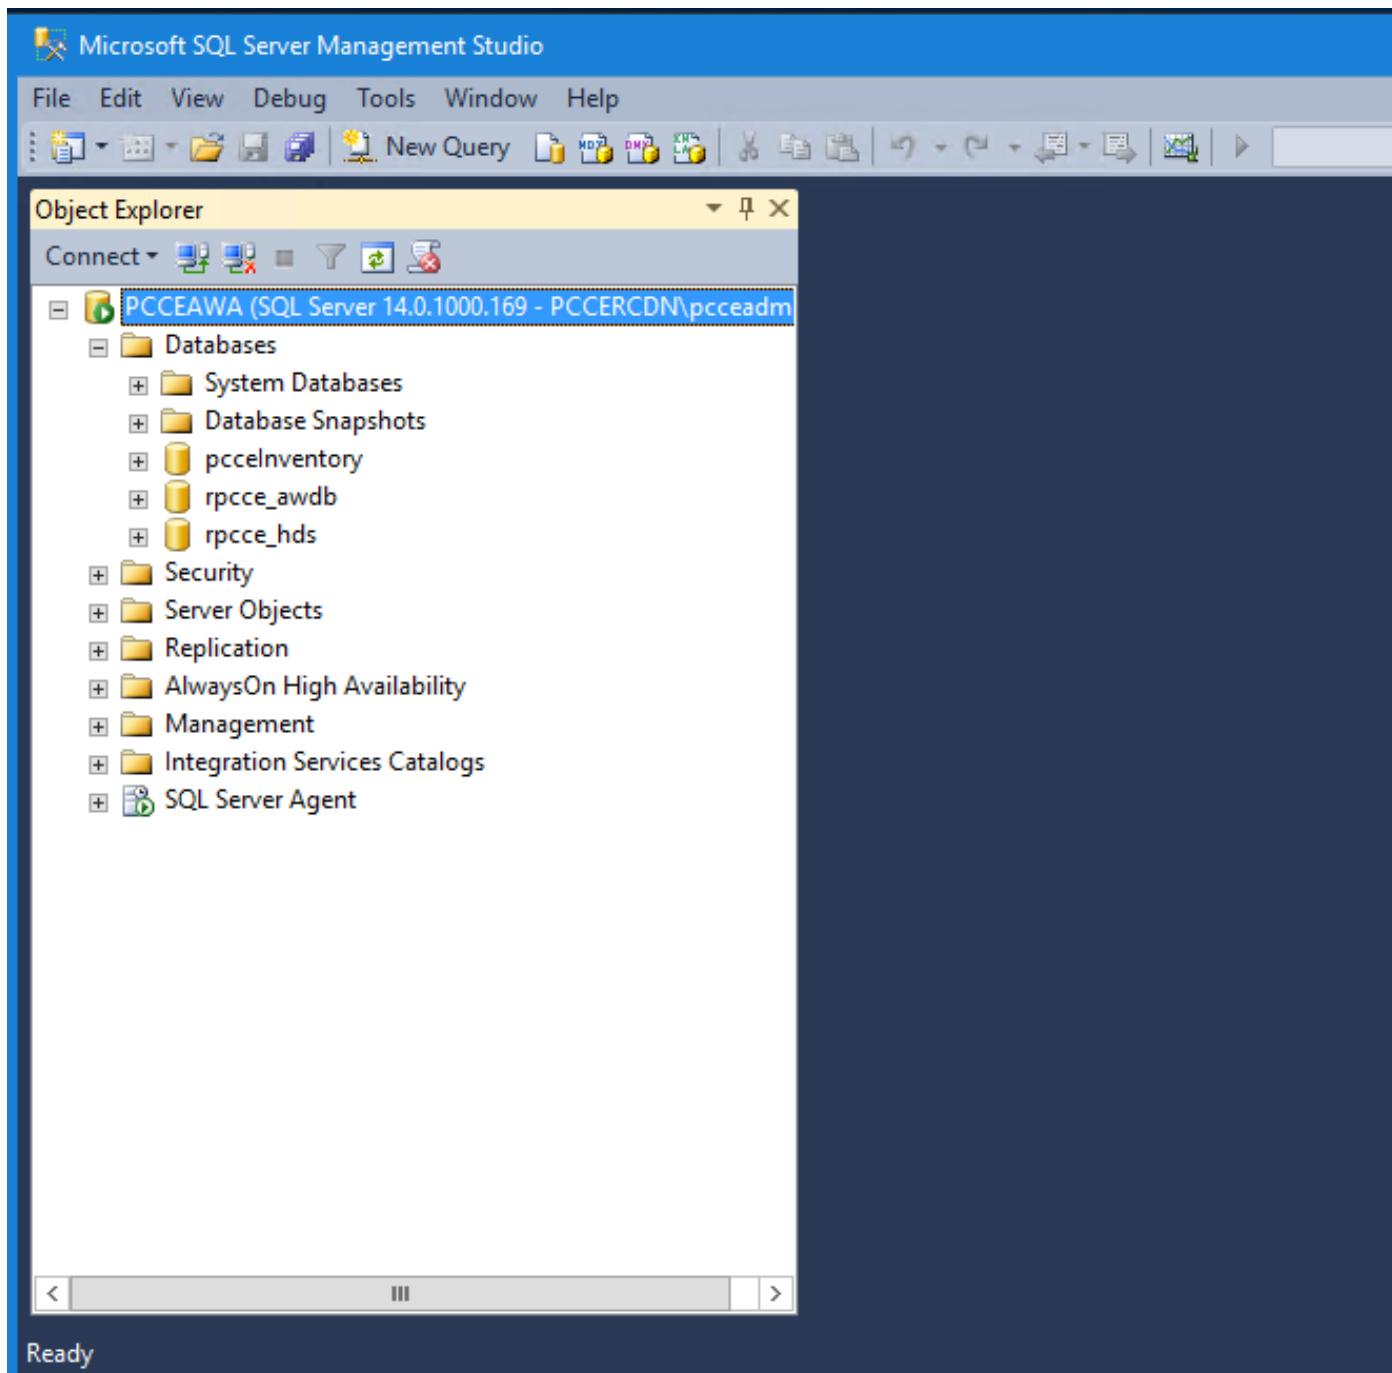 Microsoft SQL Server Management Studio
File Edit View Debug Tools Window Help
New Query
Object Explorer
Connect
PCCEAWA (SQL Server 14.0.1000.169 - PCCERCDN\pcceadm
Databases
System Databases
Database Snapshots
pcceInventory
rpcce_awdb
rpcce_hds
Security
Server Objects
Replication
AlwaysOn High Availability
Management
Integration Services Catalogs
SQL Server Agent
Ready